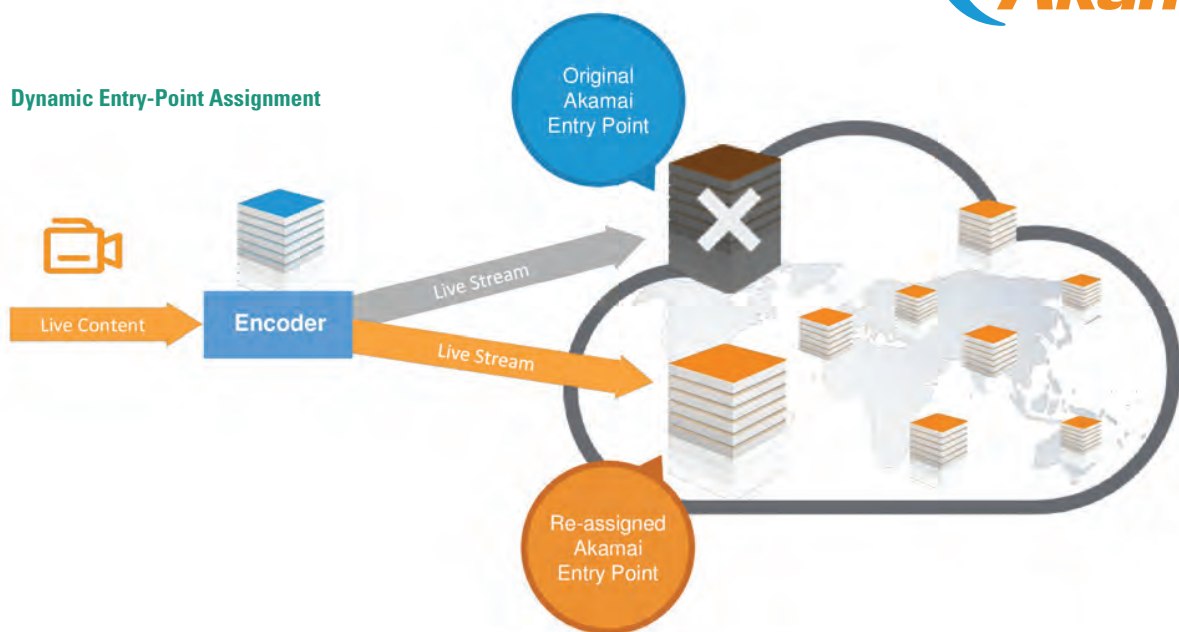 Dynamic Entry-Point Assignment
Original
Akamai
Entry Point
Live Content
Encoder
Live Stream
Live Stream
Re-assigned
Akamai
Entry Point